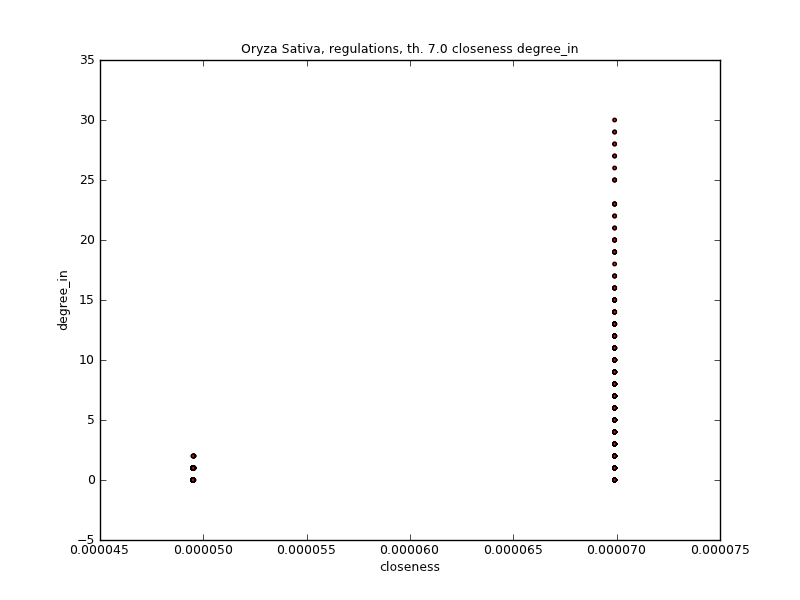 Oryza Sativa, regulations, th. 7.0 closeness degree_in
35
30
25
20
15
10
5
0
−5
degree_in
0.000045 0.000050 0.000055 0.000060 0.000065 0.000070 0.000075
closeness